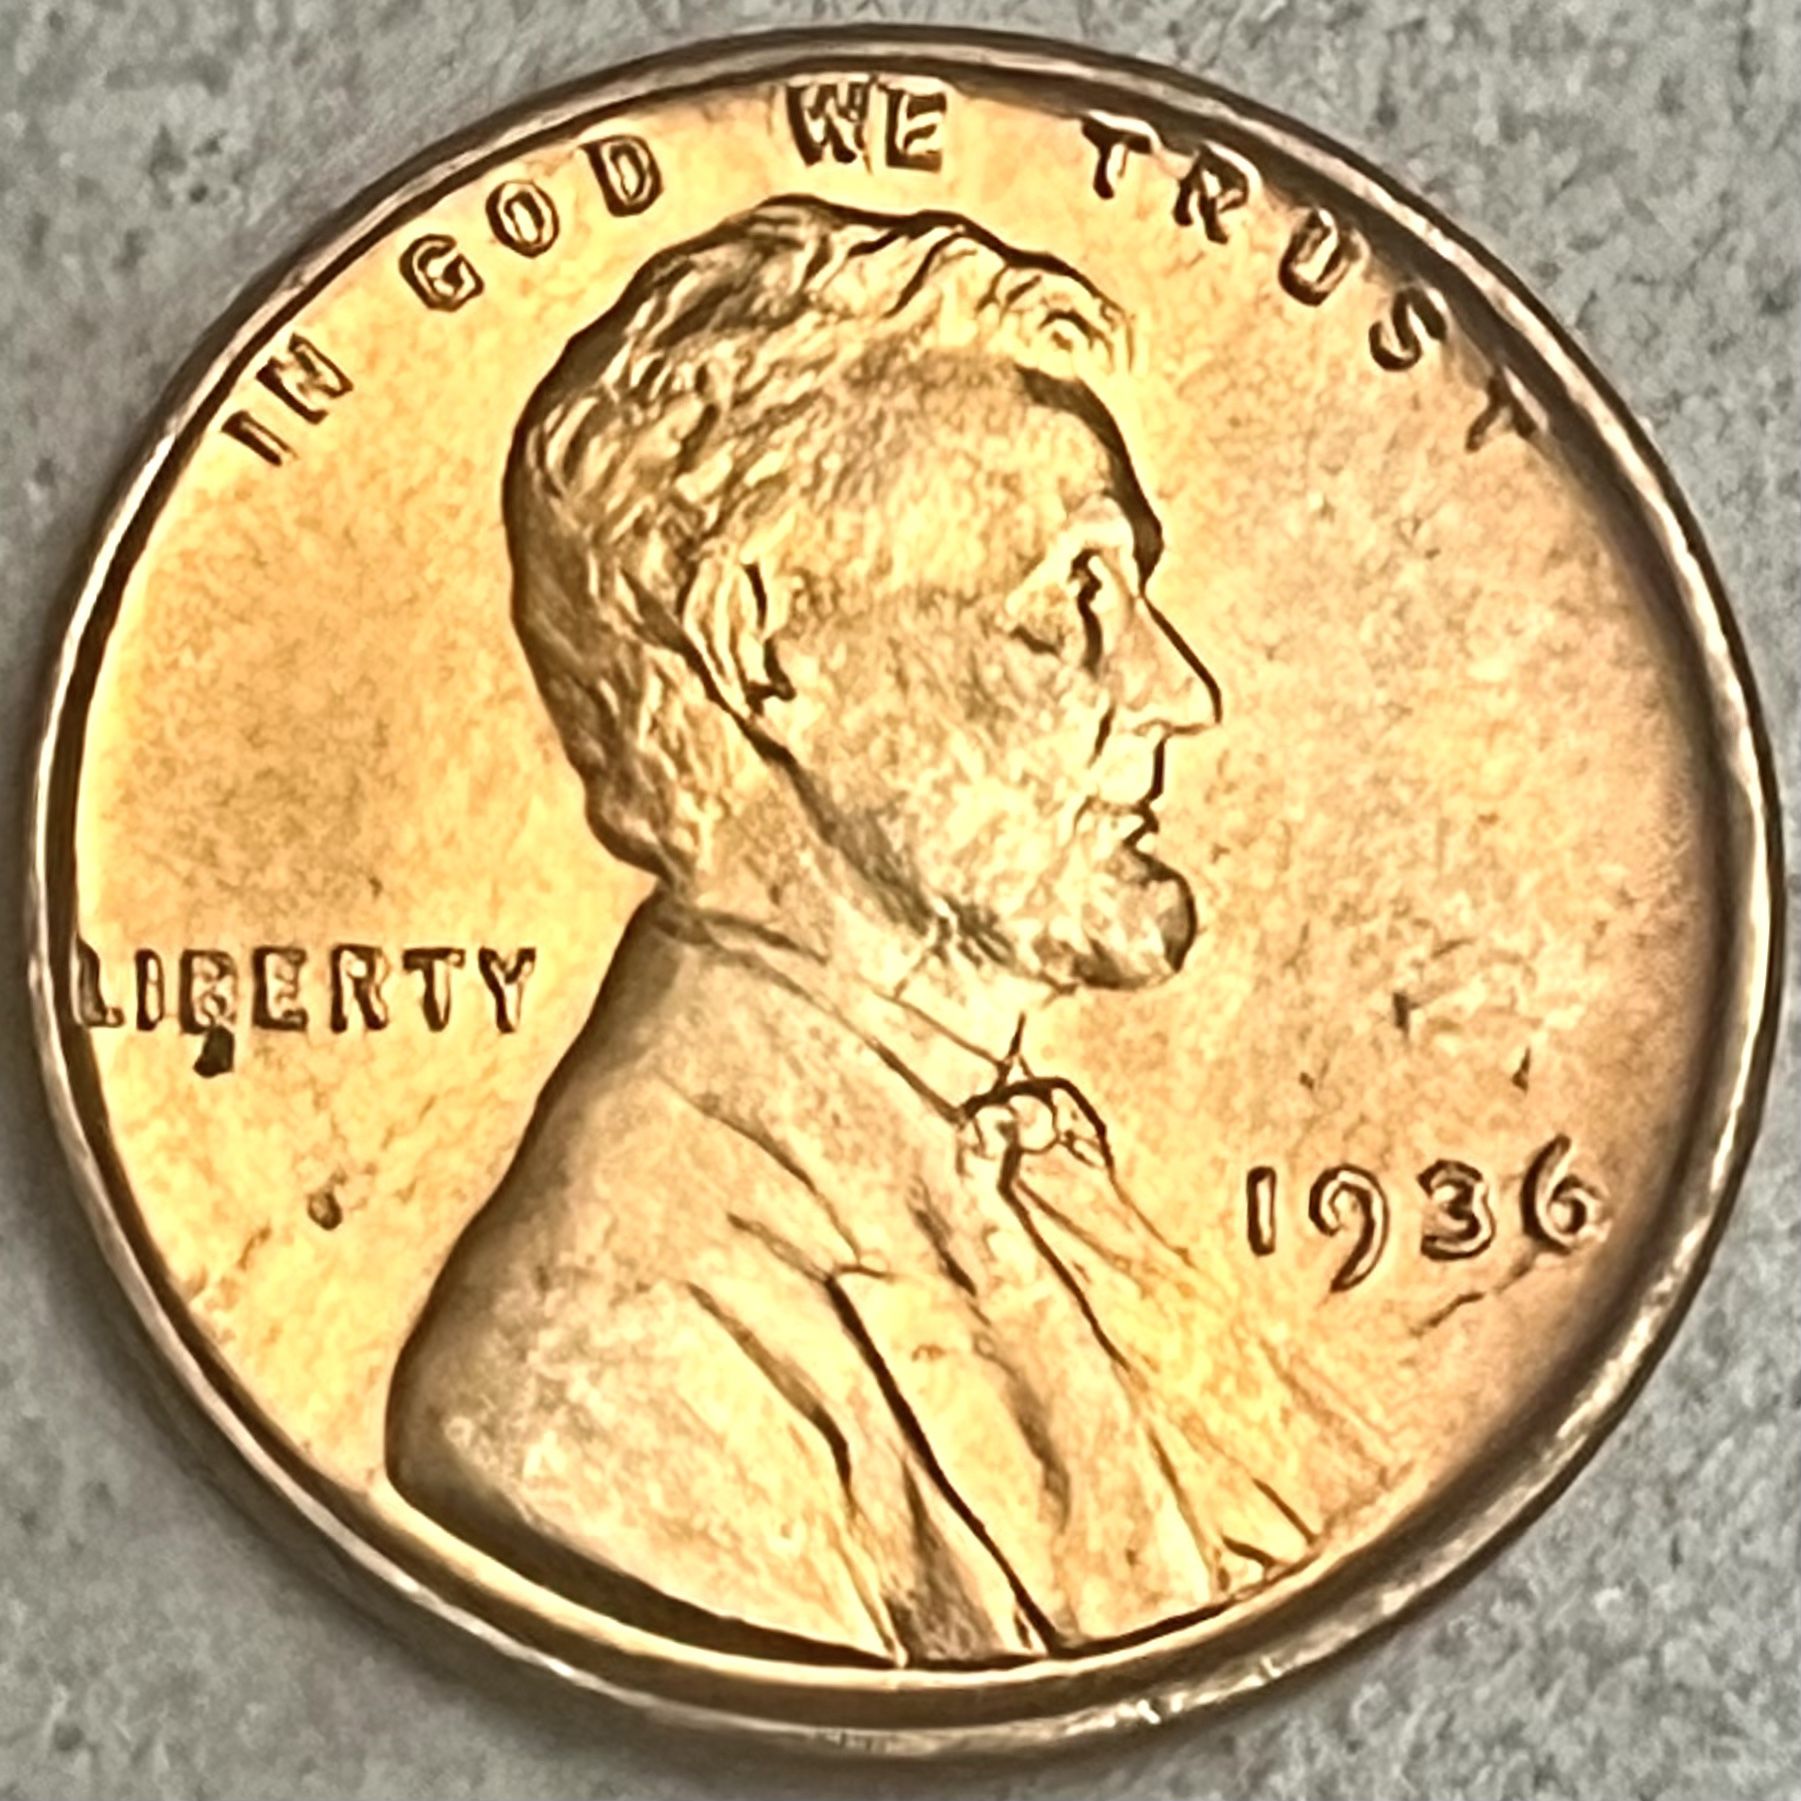 IN GOD WE TRUST
LIBERTY
1936